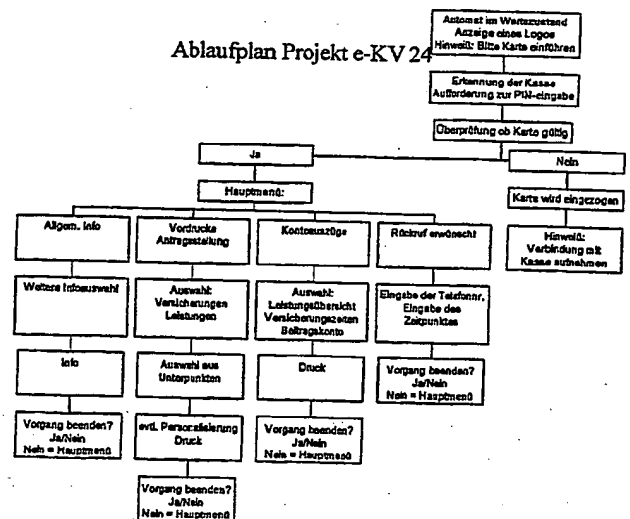 Ablaufplan Projekt e-KV 24
Automat im Wartezustand
Anzeige eines Logos
Hinweiß: Bitte Karte einführen
Erkennung der Kasse
Aufforderung zur PIN-eingabe
Überprüfung ob Karte gültig
Ja
Nein
Hauptmenü:
Karte wird eingezogen
Hinweiß:
Verbindung mit
Kasse aufnehmen
Allgem. Info
Weitere Infoauswahl
Info
Vorgang beenden?
Ja/Nein
Nein = Hauptmenü
Vordrucke
Antragsstellung
Auswahl:
Versicherungen
Leistungen
Auswahl aus
Unterpunkten
evtl. Personalisierung
Druck
Vorgang beenden?
Ja/Nein
Nein = Hauptmenü
Kontoauszüge
Auswahl:
Leistungsübersicht
Versicherungszeiten
Beitragskonto
Druck
Vorgang beenden?
Ja/Nein
Nein = Hauptmenü
Rückruf erwünscht
Eingabe der Telefonnr.
Eingabe des
Zeitpunktes
Vorgang beenden?
Ja/Nein
Nein = Hauptmenü